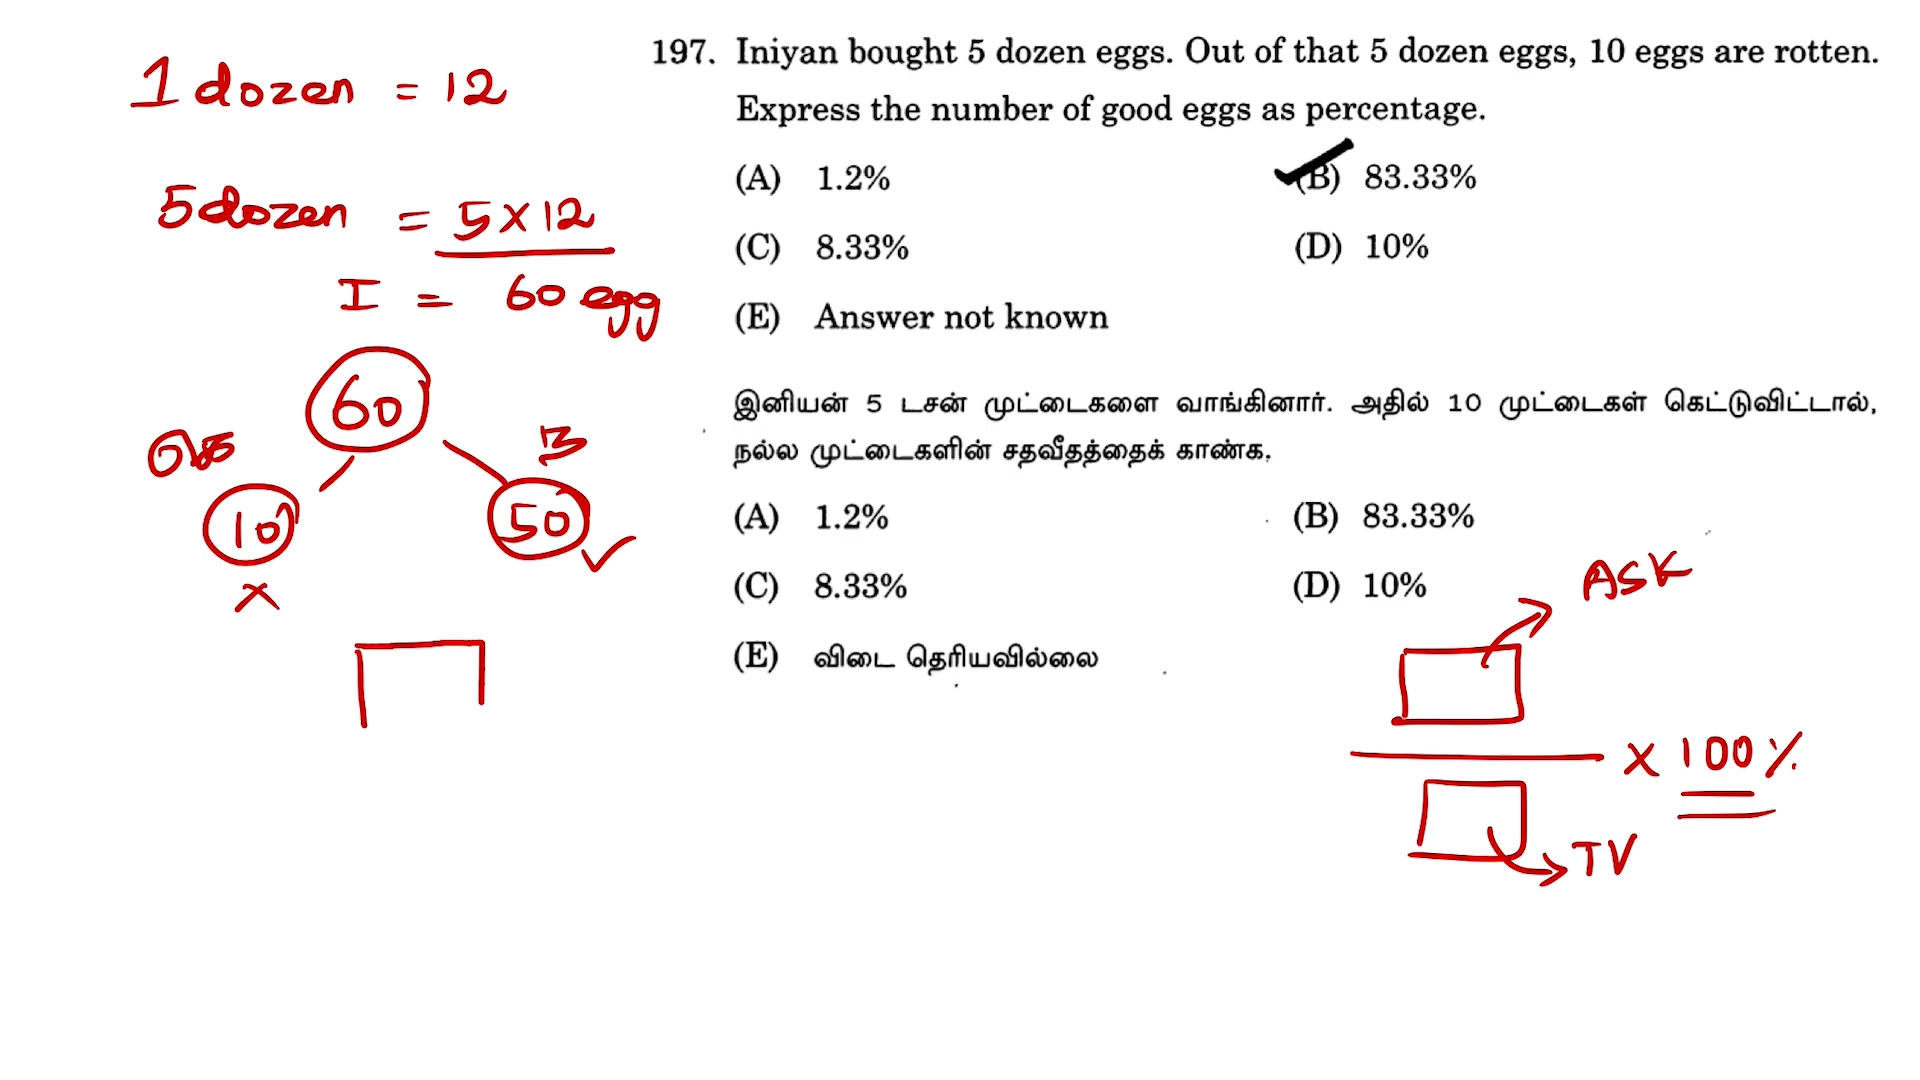 1 dozen = 12
5 dozen = 5 X 12
I = 60 egg
60
கெ
ந
10
50
X
197. Iniyan bought 5 dozen eggs. Out of that 5 dozen eggs, 10 eggs are rotten.
Express the number of good eggs as percentage.
(A) 1.2% (B) 83.33%
(C) 8.33% (D) 10%
(E) Answer not known
இனியன் 5 டசன் முட்டைகளை வாங்கினார். அதில் 10 முட்டைகள் கெட்டுவிட்டால்,
நல்ல முட்டைகளின் சதவீதத்தைக் காண்க.
(A) 1.2% (B) 83.33%
(C) 8.33% (D) 10%
(E) விடை தெரியவில்லை
ASK
X 100 %
TV